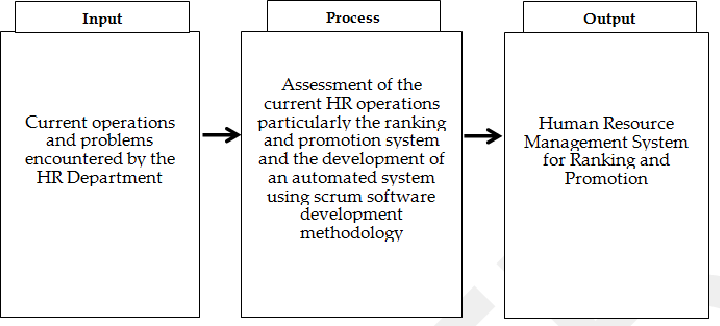 Input
Process
Output
Current operations
and problems
encountered by the
HR Department
Assessment of the
current HR operations
particularly the ranking
and promotion system
and the development of
an automated system
using scrum software
development
methodology
Human Resource
Management System
for Ranking and
Promotion